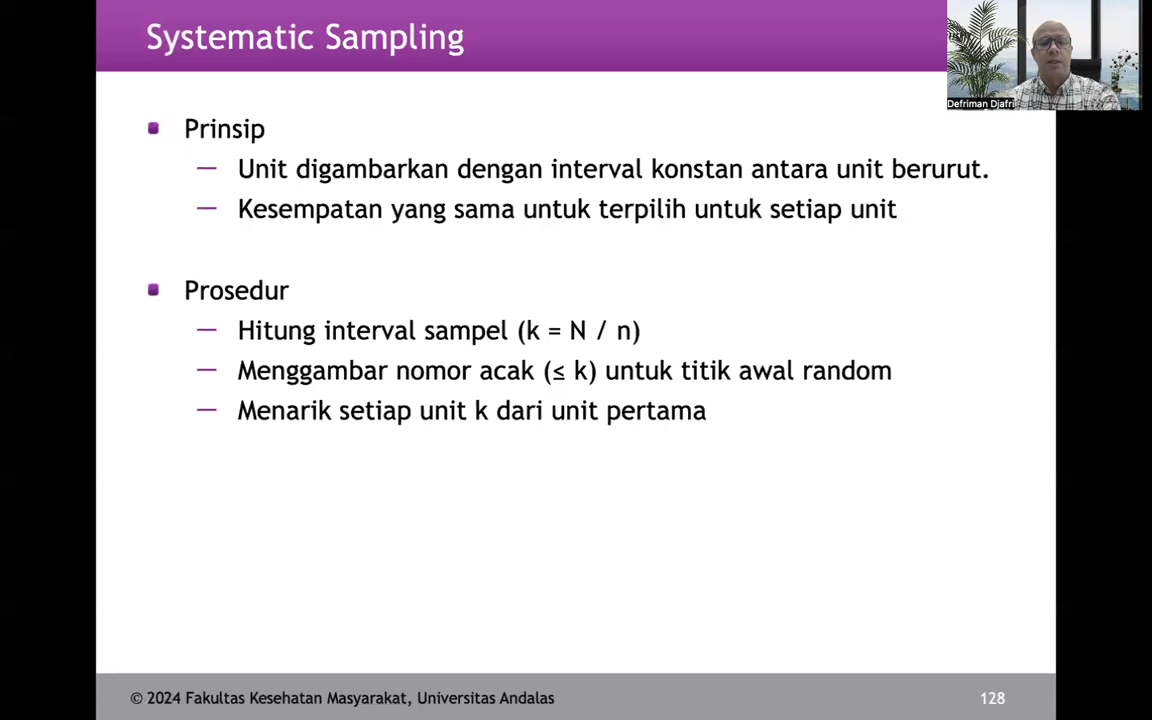 Systematic Sampling
Defriman Djafri
Prinsip
— Unit digambarkan dengan interval konstan antara unit berurut.
— Kesempatan yang sama untuk terpilih untuk setiap unit
Prosedur
— Hitung interval sampel (k = N / n)
— Menggambar nomor acak (≤ k) untuk titik awal random
— Menarik setiap unit k dari unit pertama
© 2024 Fakultas Kesehatan Masyarakat, Universitas Andalas
128